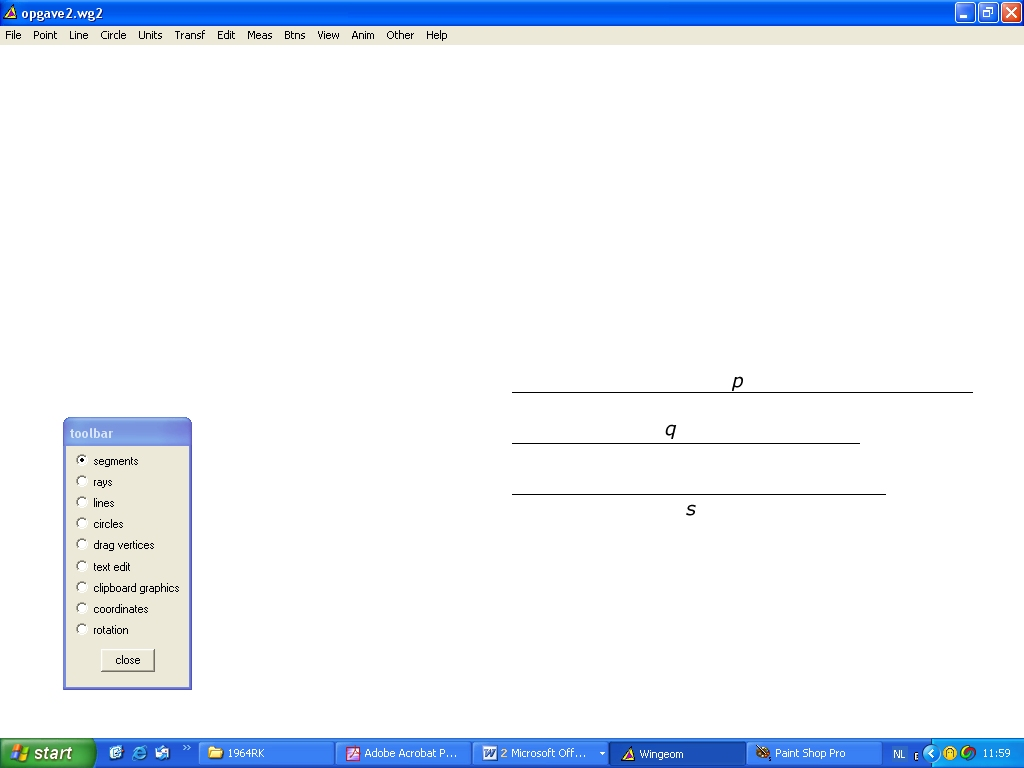 opgave2.wg2
File Point Line Circle Units Transf Edit Meas Btns View Anim Other Help
p
q
s
toolbar
segments
rays
lines
circles
drag vertices
text edit
clipboard graphics
coordinates
rotation
close
start 1964RK Adobe Acrobat P... 2 Microsoft Off... Wingeom Paint Shop Pro NL 11:59